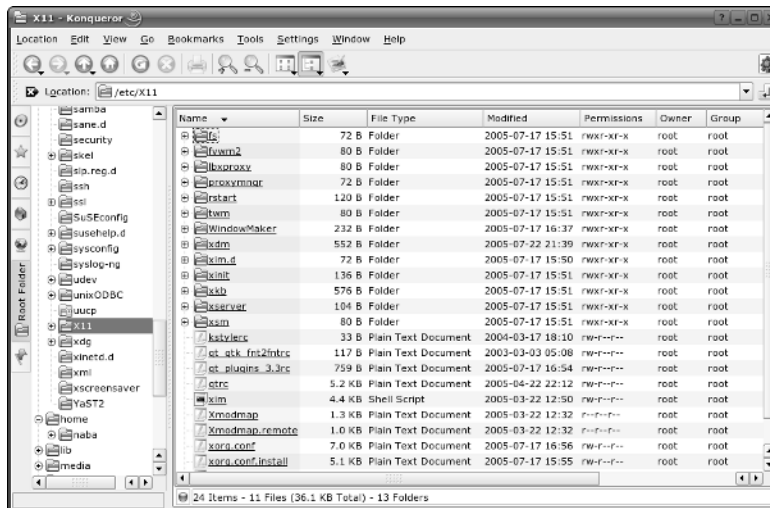 X11 - Konqueror
Location Edit View Go Bookmarks Tools Settings Window Help
Location: /etc/X11
samba
sane.d
security
skel
slp.reg.d
ssh
ssl
SuSEconfig
susehelp.d
sysconfig
syslog-ng
udev
unixODBC
uucp
X11
xdg
xinetd.d
xml
xscreensaver
YaST2
home
naba
lib
media
Root Folder
Name Size File Type Modified Permissions Owner Group
fs 72 B Folder 2005-07-17 15:51 rwxr-xr-x root root
fvwm2 80 B Folder 2005-07-17 15:51 rwxr-xr-x root root
lbxproxy 80 B Folder 2005-07-17 15:51 rwxr-xr-x root root
proxymngr 72 B Folder 2005-07-17 15:51 rwxr-xr-x root root
rstart 120 B Folder 2005-07-17 15:51 rwxr-xr-x root root
twm 80 B Folder 2005-07-17 15:51 rwxr-xr-x root root
WindowMaker 232 B Folder 2005-07-17 16:37 rwxr-xr-x root root
xdm 552 B Folder 2005-07-22 21:39 rwxr-xr-x root root
xim.d 72 B Folder 2005-07-17 15:50 rwxr-xr-x root root
xinit 136 B Folder 2005-07-17 15:51 rwxr-xr-x root root
xkb 576 B Folder 2005-07-17 15:51 rwxr-xr-x root root
xserver 104 B Folder 2005-07-17 15:51 rwxr-xr-x root root
xsm 80 B Folder 2005-07-17 15:51 rwxr-xr-x root root
kstylerc 33 B Plain Text Document 2004-03-17 18:10 rw-r--r-- root root
qt_gtk_fnt2fntrc 117 B Plain Text Document 2003-03-03 05:08 rw-r--r-- root root
qt_plugins_3.3rc 759 B Plain Text Document 2005-07-17 16:54 rw-r--r-- root root
qtrc 5.2 KB Plain Text Document 2005-04-22 22:12 rw-r--r-- root root
xim 4.4 KB Shell Script 2005-03-22 12:50 rw-r--r-- root root
Xmodmap 1.3 KB Plain Text Document 2005-03-22 12:32 r--r--r-- root root
Xmodmap.remote 1.0 KB Plain Text Document 2005-03-22 12:32 r--r--r-- root root
xorg.conf 7.0 KB Plain Text Document 2005-07-17 16:56 rw-r--r-- root root
xorg.conf.install 5.1 KB Plain Text Document 2005-07-17 15:55 rw-r--r-- root root
24 Items - 11 Files (36.1 KB Total) - 13 Folders